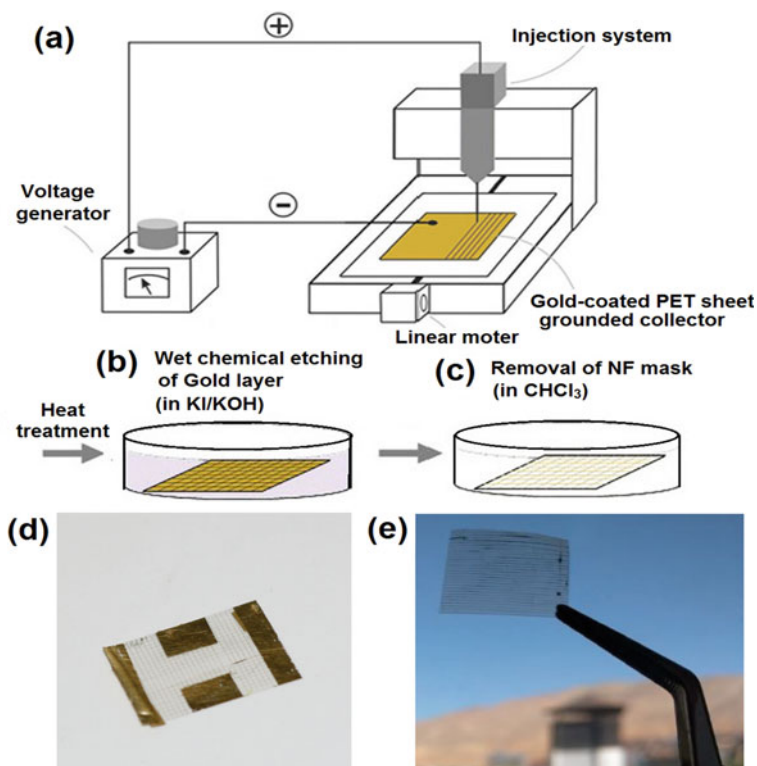 (a)
+
Injection system
Voltage
generator
−
Gold-coated PET sheet
grounded collector
Linear moter
(b)
Wet chemical etching
of Gold layer
(in KI/KOH)
(c)
Removal of NF mask
(in CHCl₃)
Heat
treatment
(d)
(e)